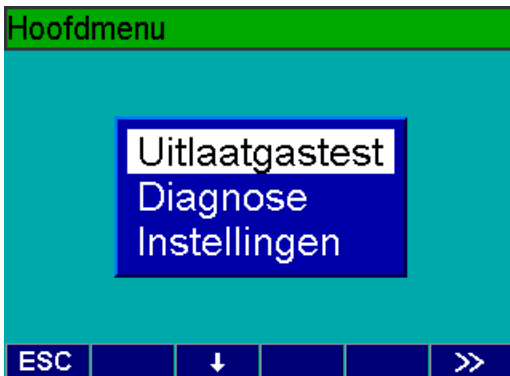 Hoofdmenu
Uitlaatgastest
Diagnose
Instellingen
ESC ↓ >>